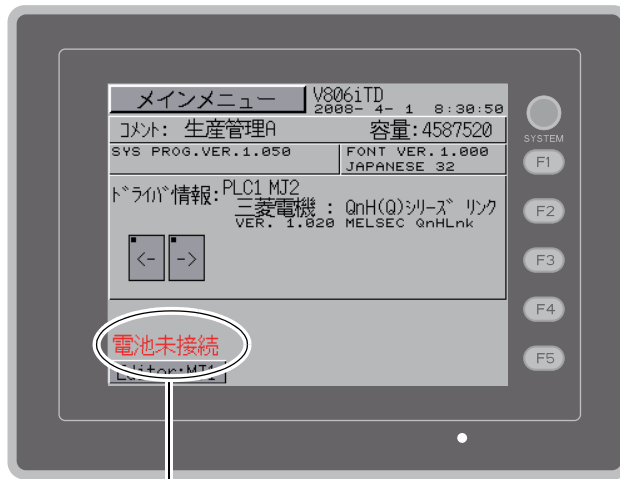 メインメニュー
V806iTD
2008- 4- 1 8:30:50
コメント: 生産管理A 容量:4587520
SYS PROG.VER.1.050
FONT VER.1.000
JAPANESE 32
ドライバ情報:PLC1 MJ2
三菱電機 : QnH(Q)シリーズ リンク
VER. 1.020 MELSEC QnHLnk
<- ->
電池未接続
Editor:MJ1
SYSTEM
F1
F2
F3
F4
F5